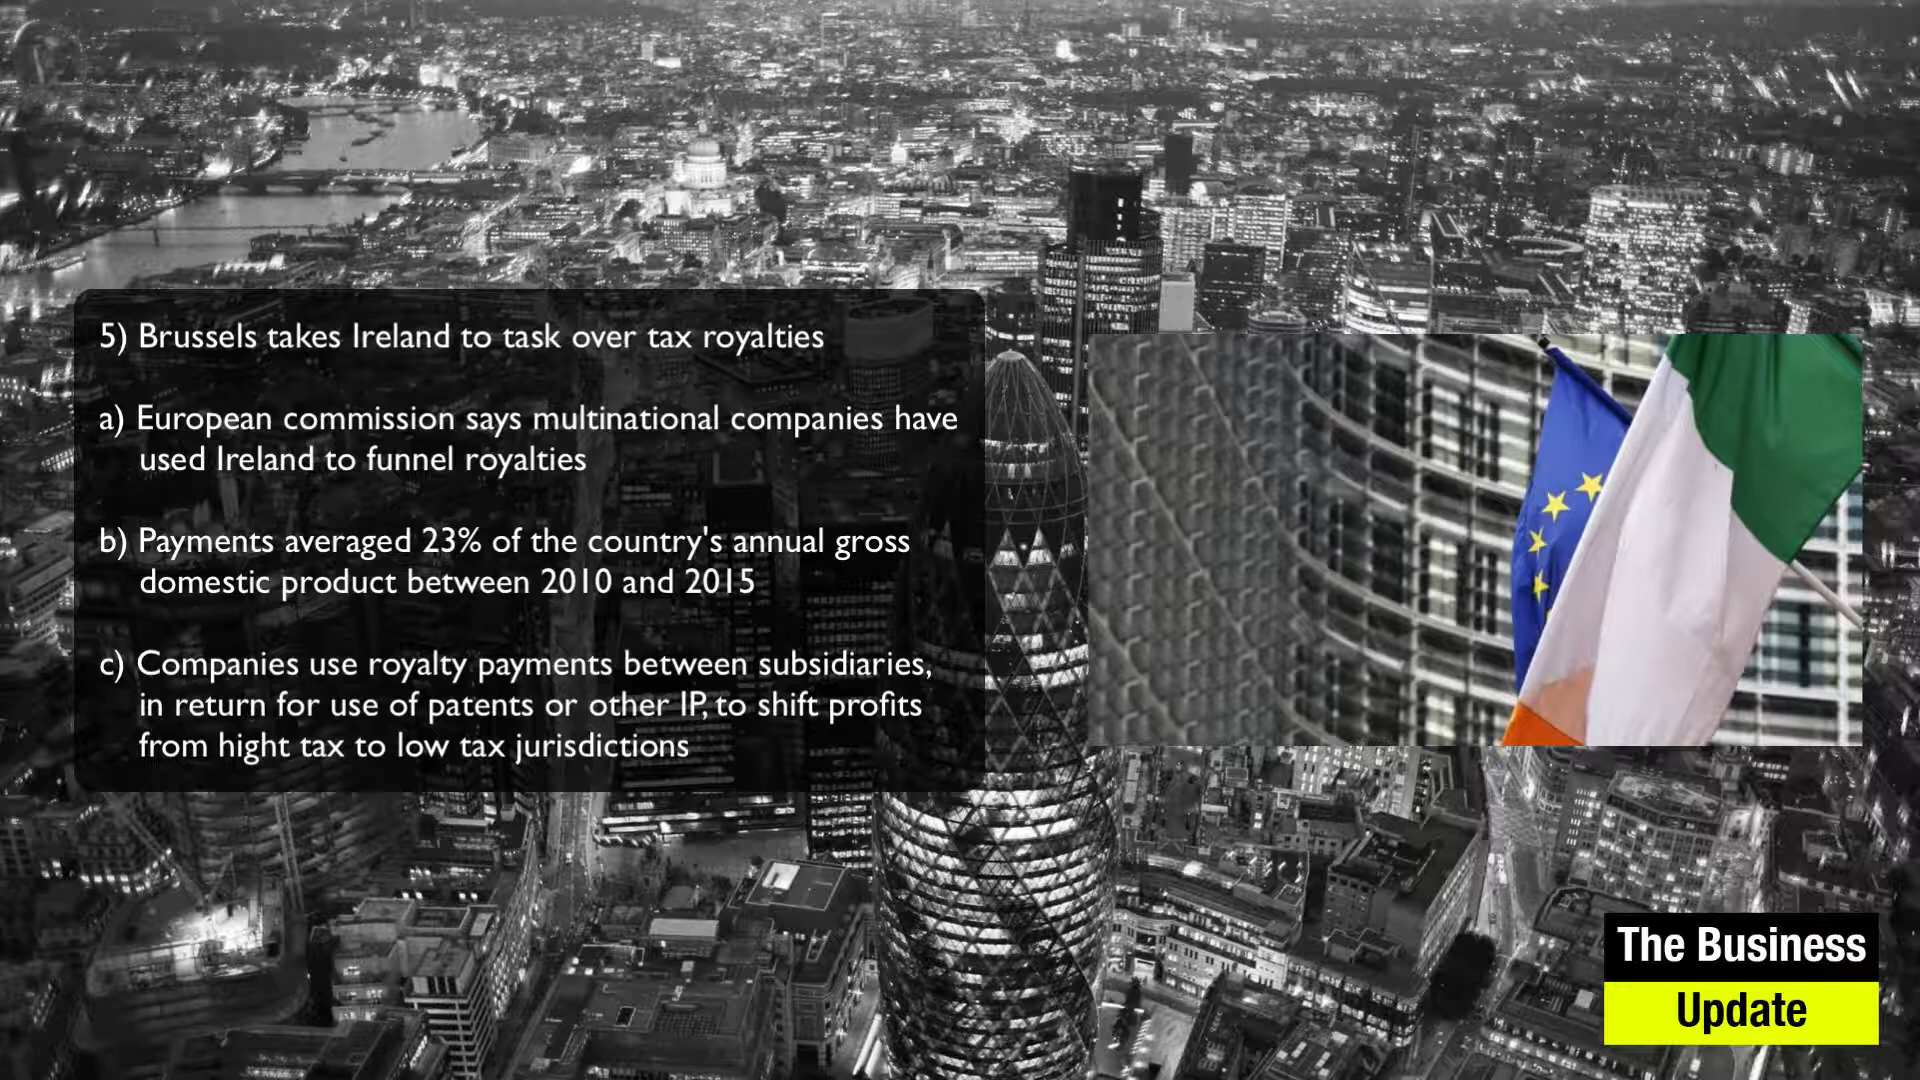 5) Brussels takes Ireland to task over tax royalties
a) European commission says multinational companies have
used Ireland to funnel royalties
b) Payments averaged 23% of the country's annual gross
domestic product between 2010 and 2015
c) Companies use royalty payments between subsidiaries,
in return for use of patents or other IP, to shift profits
from hight tax to low tax jurisdictions
The Business
Update